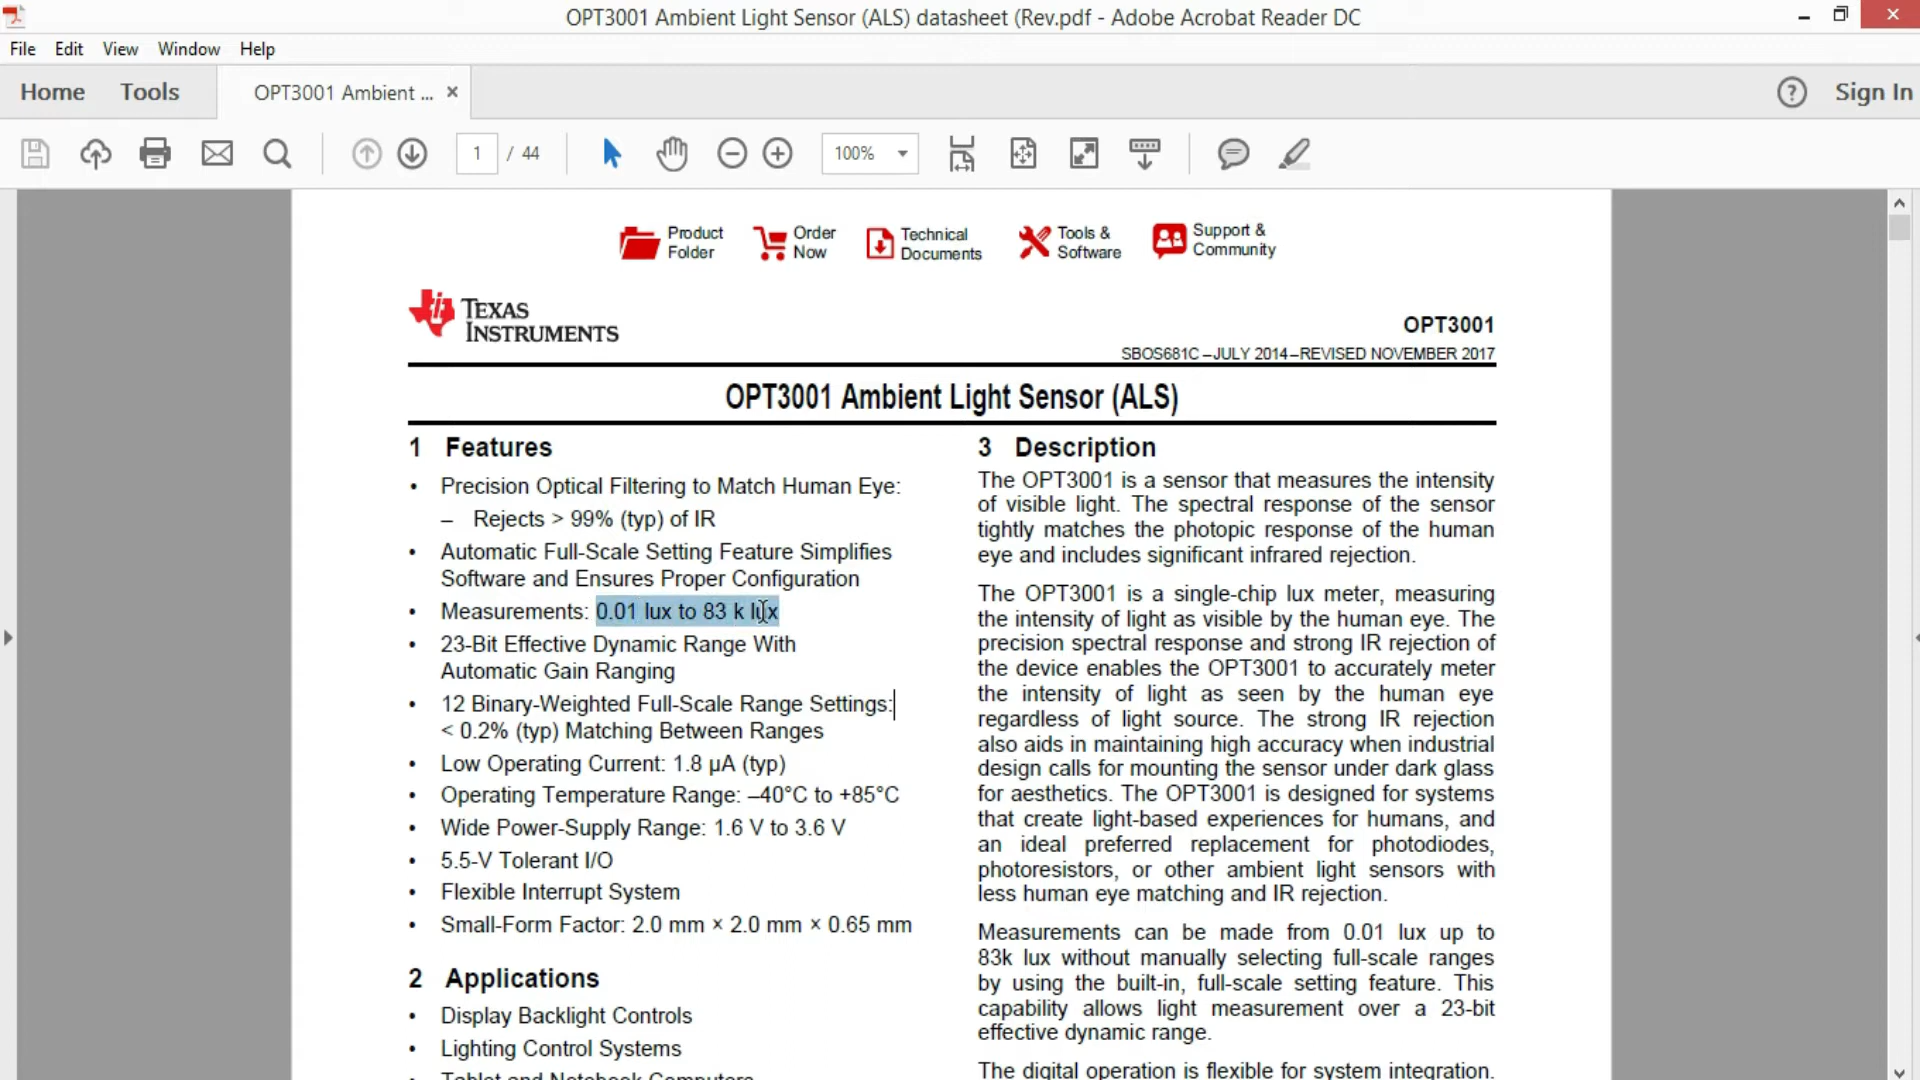 OPT3001 Ambient Light Sensor (ALS) datasheet (Rev.pdf - Adobe Acrobat Reader DC
File Edit View Window Help
Home Tools OPT3001 Ambient ... × Sign In
1 / 44 100%
Product Folder
Order Now
Technical Documents
Tools & Software
Support & Community
TEXAS INSTRUMENTS
OPT3001
SBOS681C –JULY 2014–REVISED NOVEMBER 2017
OPT3001 Ambient Light Sensor (ALS)
1 Features
• Precision Optical Filtering to Match Human Eye:
– Rejects > 99% (typ) of IR
• Automatic Full-Scale Setting Feature Simplifies
Software and Ensures Proper Configuration
• Measurements: 0.01 lux to 83 k lux
• 23-Bit Effective Dynamic Range With
Automatic Gain Ranging
• 12 Binary-Weighted Full-Scale Range Settings:
< 0.2% (typ) Matching Between Ranges
• Low Operating Current: 1.8 µA (typ)
• Operating Temperature Range: –40°C to +85°C
• Wide Power-Supply Range: 1.6 V to 3.6 V
• 5.5-V Tolerant I/O
• Flexible Interrupt System
• Small-Form Factor: 2.0 mm × 2.0 mm × 0.65 mm
2 Applications
• Display Backlight Controls
• Lighting Control Systems
Tablet and Notebook Computers
3 Description
The OPT3001 is a sensor that measures the intensity
of visible light. The spectral response of the sensor
tightly matches the photopic response of the human
eye and includes significant infrared rejection.
The OPT3001 is a single-chip lux meter, measuring
the intensity of light as visible by the human eye. The
precision spectral response and strong IR rejection of
the device enables the OPT3001 to accurately meter
the intensity of light as seen by the human eye
regardless of light source. The strong IR rejection
also aids in maintaining high accuracy when industrial
design calls for mounting the sensor under dark glass
for aesthetics. The OPT3001 is designed for systems
that create light-based experiences for humans, and
an ideal preferred replacement for photodiodes,
photoresistors, or other ambient light sensors with
less human eye matching and IR rejection.
Measurements can be made from 0.01 lux up to
83k lux without manually selecting full-scale ranges
by using the built-in, full-scale setting feature. This
capability allows light measurement over a 23-bit
effective dynamic range.
The digital operation is flexible for system integration.